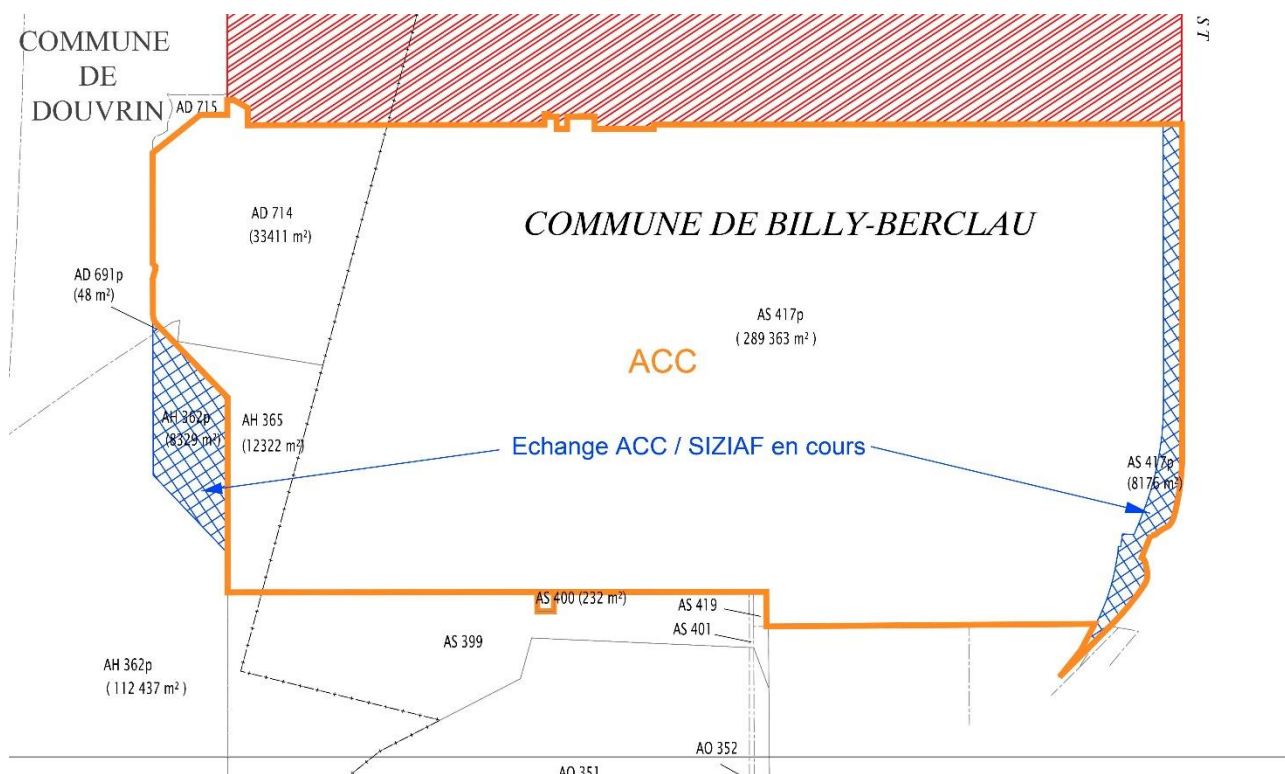 COMMUNE
DE
DOUVRIN
ST
AD 715
AD 714
(33411 m²)
COMMUNE DE BILLY-BERCLAU
AD 691p
(48 m²)
AS 417p
( 289 363 m² )
ACC
AH 362p
(8329 m²)
AH 365
(12322 m²)
Echange ACC / SIZIAF en cours
AS 417p
(8176 m²)
AS 400 (232 m²)
AS 419
AS 401
AS 399
AH 362p
( 112 437 m² )
AO 352
AO 351